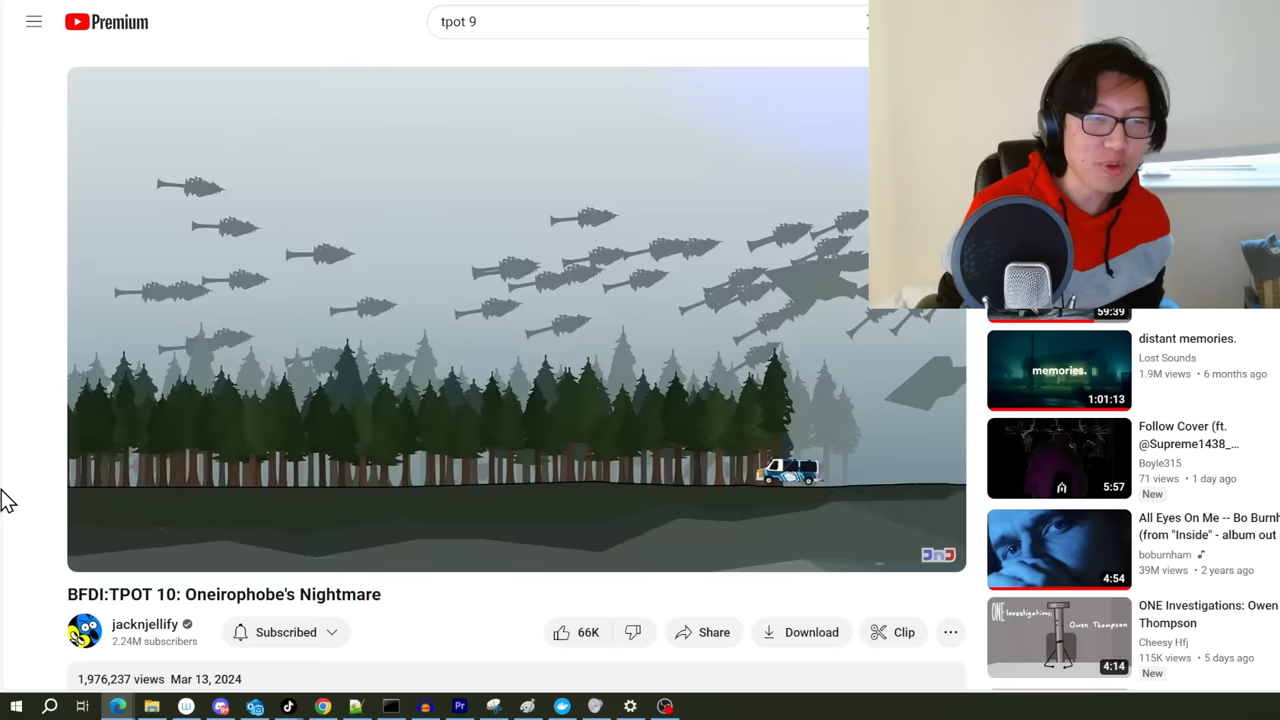 Premium
tpot 9
59:39
memories.
1:01:13
distant memories.
Lost Sounds
1.9M views • 6 months ago
5:57
Follow Cover (ft.
@Supreme1438_...
Boyle315
71 views • 1 day ago
New
4:54
All Eyes On Me -- Bo Burnh
(from "Inside" - album out
boburnham
39M views • 2 years ago
ONE Investigations:
Owen Thompson
4:14
ONE Investigations: Owen
Thompson
Cheesy Hfj
115K views • 5 days ago
New
BFDI:TPOT 10: Oneirophobe's Nightmare
jacknjellify
2.24M subscribers
Subscribed
66K
Share
Download
Clip
1,976,237 views Mar 13, 2024